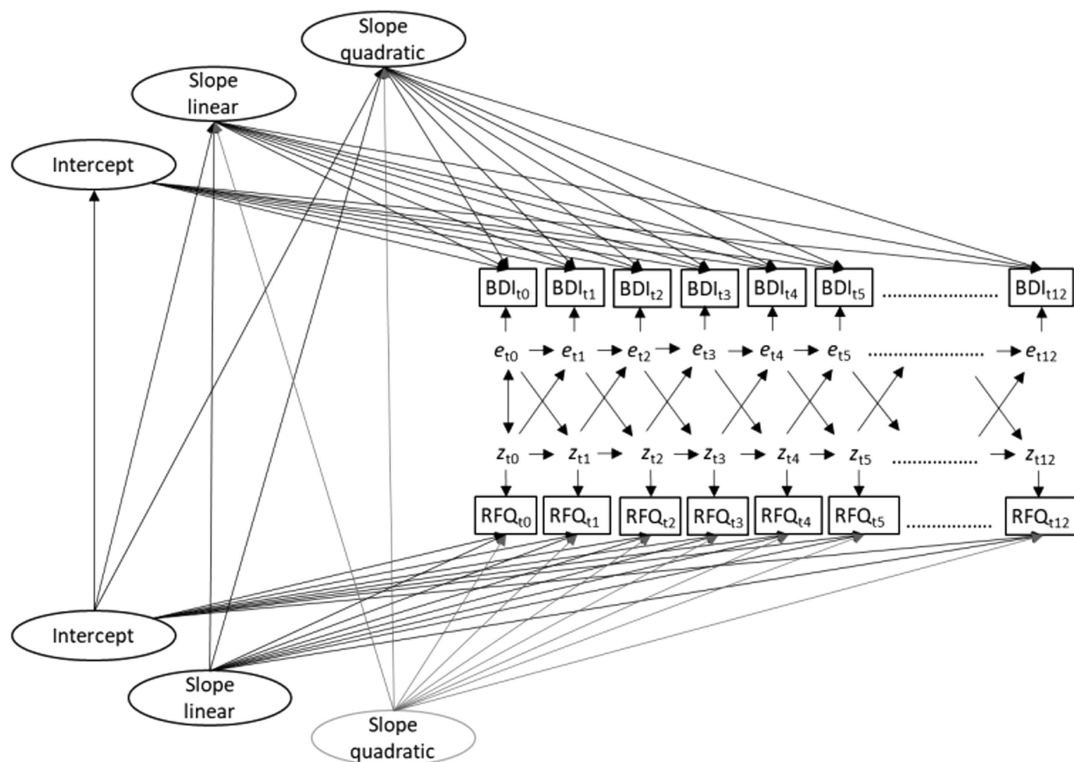 Slope
quadratic
Slope
linear
Intercept
BDIt0 BDIt1 BDIt2 BDIt3 BDIt4 BDIt5 ........................ BDIt12
et0 et1 et2 et3 et4 et5 ........................ et12
zt0 zt1 zt2 zt3 zt4 zt5 .................. zt12
RFQt0 RFQt1 RFQt2 RFQt3 RFQt4 RFQt5 .................. RFQt12
Intercept
Slope
linear
Slope
quadratic